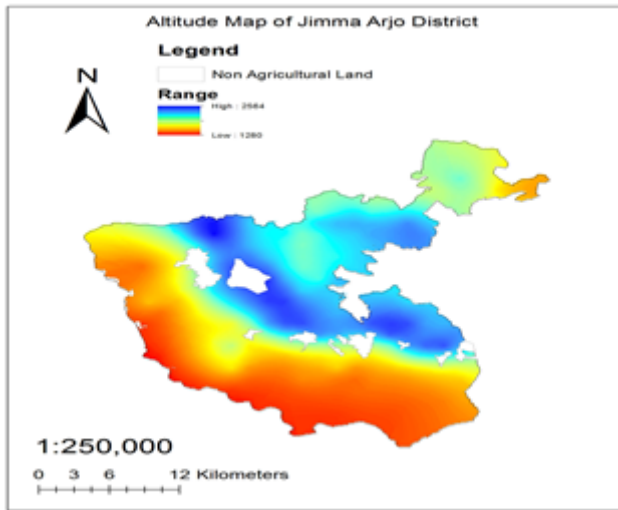 Altitude Map of Jimma Arjo District
Legend
N
Non Agricultural Land
Range
High : 2564
Low : 1280
1:250,000
0 3 6 12 Kilometers